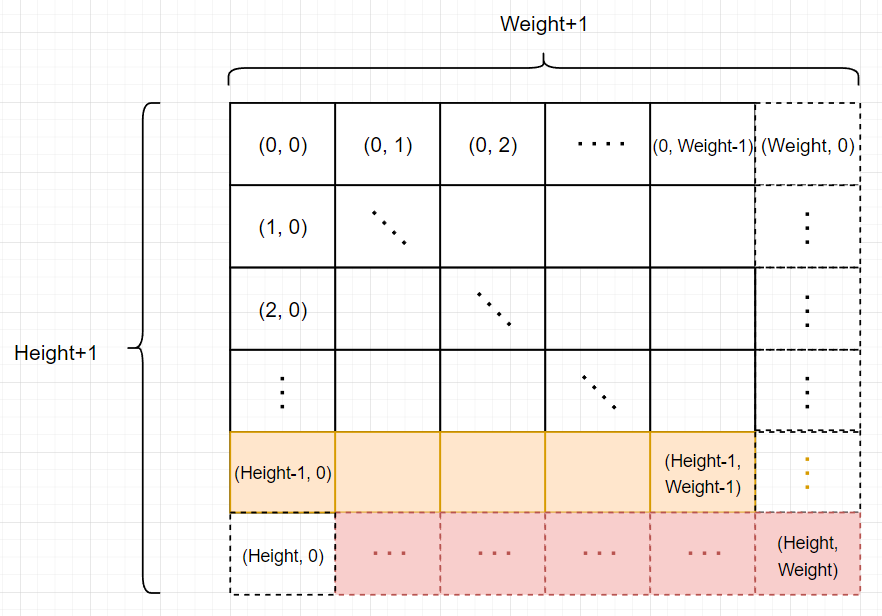 Weight+1
(0, 0) (0, 1) (0, 2) .... (0, Weight-1) (Weight, 0)
(1, 0)
(2, 0)
Height+1
(Height-1, 0) (Height-1,
Weight-1)
(Height, 0) ... ... ... ... (Height,
Weight)